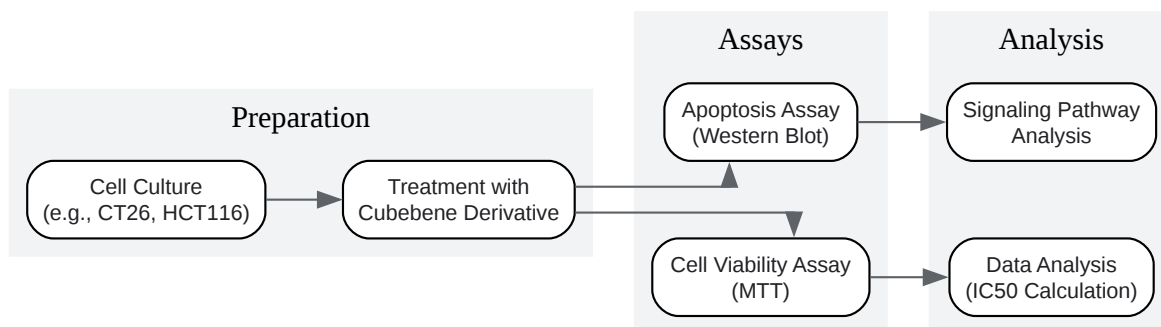 Preparation
Cell Culture
(e.g., CT26, HCT116)
Treatment with
Cubebene Derivative
Assays
Apoptosis Assay
(Western Blot)
Cell Viability Assay
(MTT)
Analysis
Signaling Pathway
Analysis
Data Analysis
(IC50 Calculation)